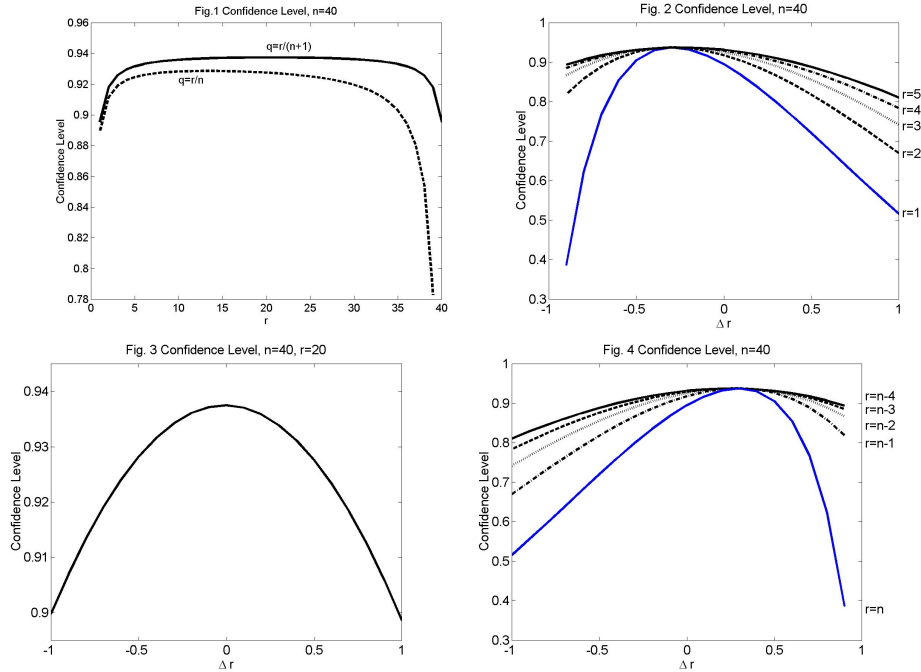 Fig.1 Confidence Level, n=40
0.96
0.94
0.92
0.9
0.88
0.86
0.84
0.82
0.8
0.78
Confidence Level
q=r/(n+1)
q=r/n
0 5 10 15 20 25 30 35 40
r
Fig. 2 Confidence Level, n=40
1
0.9
0.8
0.7
0.6
0.5
0.4
0.3
Confidence Level
r=5
r=4
r=3
r=2
r=1
-1 -0.5 0 0.5 1
Δ r
Fig. 3 Confidence Level, n=40, r=20
0.94
0.93
0.92
0.91
0.9
Confidence Level
-1 -0.5 0 0.5 1
Δ r
Fig. 4 Confidence Level, n=40
1
0.9
0.8
0.7
0.6
0.5
0.4
0.3
Confidence Level
r=n-4
r=n-3
r=n-2
r=n-1
r=n
-1 -0.5 0 0.5 1
Δ r